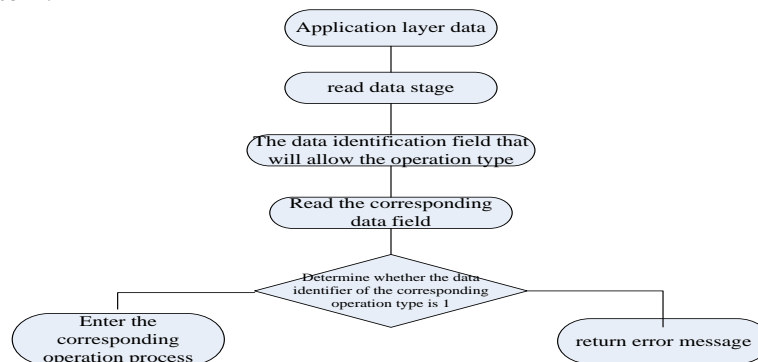 Application layer data
read data stage
The data identification field that
will allow the operation type
Read the corresponding
data field
Determine whether the data
identifier of the corresponding
operation type is 1
Enter the
corresponding
operation process
return error message